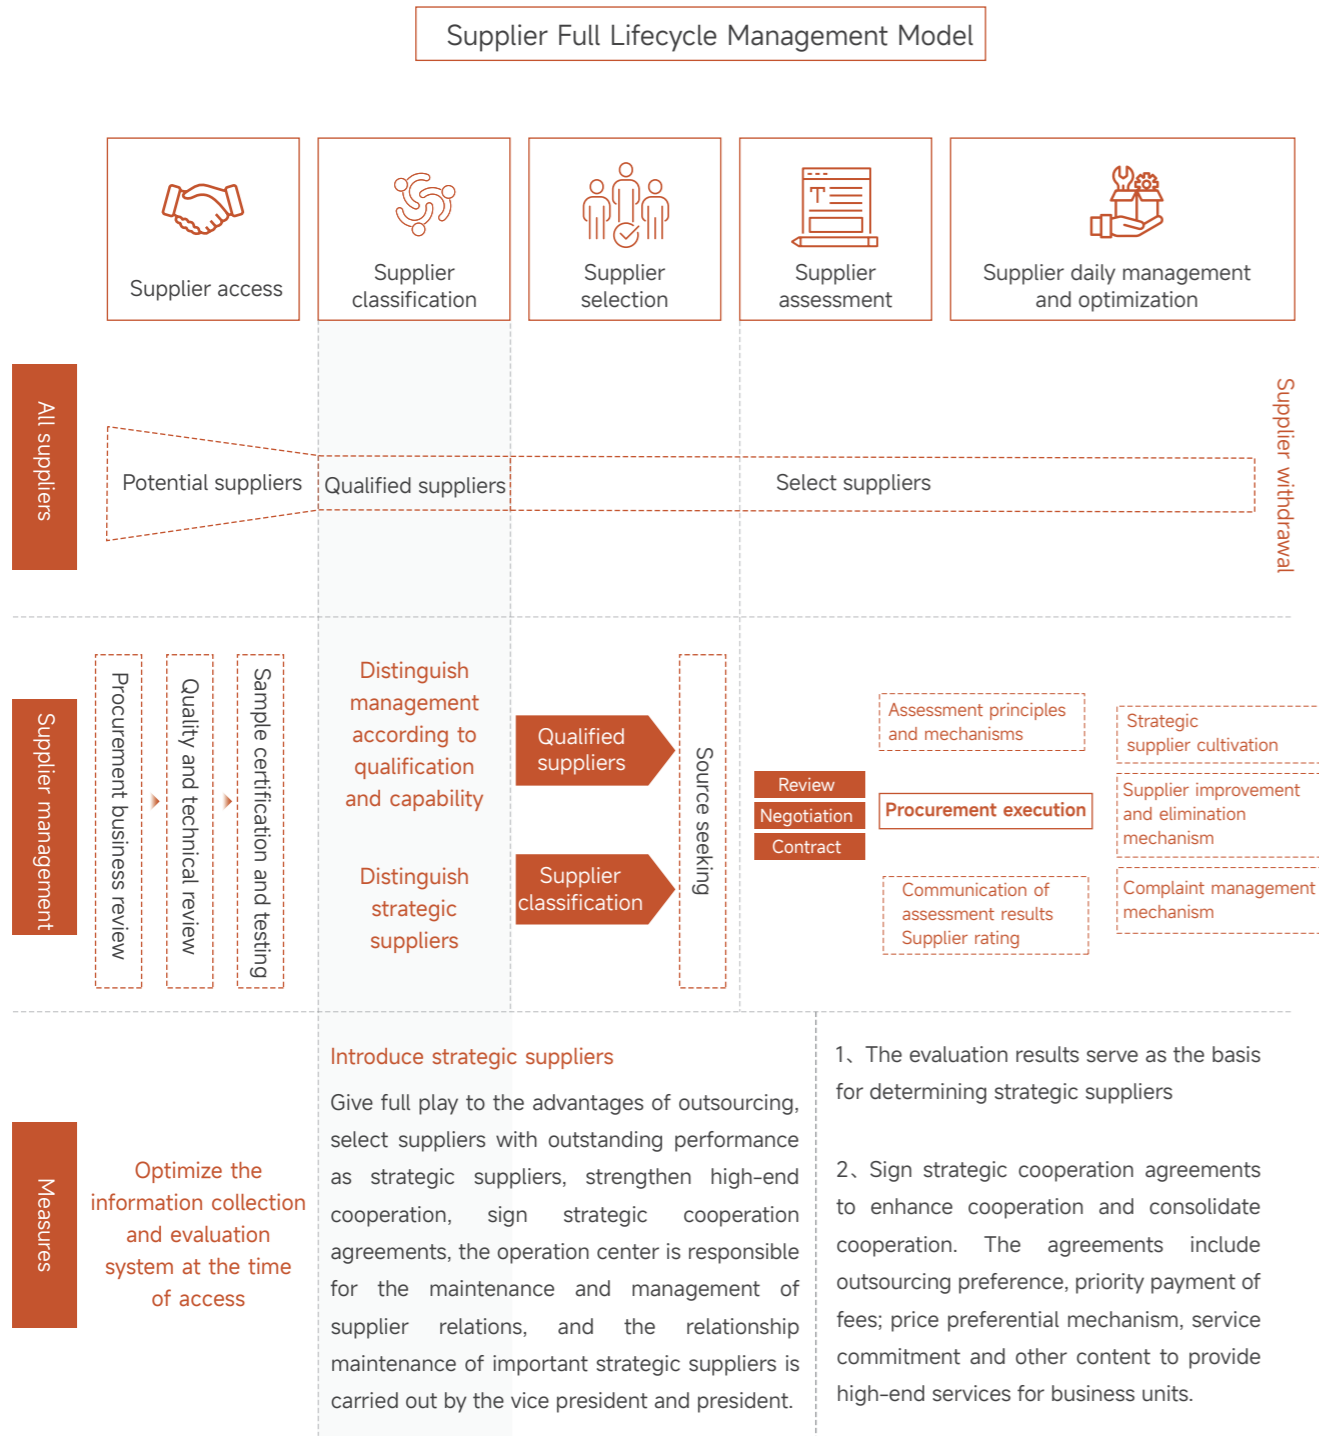 Supplier Full Lifecycle Management Model
Supplier access
Supplier
classification
Supplier
selection
Supplier
assessment
Supplier daily management
and optimization
All suppliers
Potential suppliers
Qualified suppliers
Select suppliers
Supplier withdrawal
Supplier management
Procurement business review
Quality and technical review
Sample certification and testing
Distinguish
management
according to
qualification
and capability
Distinguish
strategic
suppliers
Qualified
suppliers
Supplier
classification
Source seeking
Review
Negotiation
Contract
Assessment principles
and mechanisms
Procurement execution
Communication of
assessment results
Supplier rating
Strategic
supplier cultivation
Supplier improvement
and elimination
mechanism
Complaint management
mechanism
Measures
Optimize the
information collection
and evaluation
system at the time
of access
Introduce strategic suppliers
Give full play to the advantages of outsourcing,
select suppliers with outstanding performance
as strategic suppliers, strengthen high-end
cooperation, sign strategic cooperation
agreements, the operation center is responsible
for the maintenance and management of
supplier relations, and the relationship
maintenance of important strategic suppliers is
carried out by the vice president and president.
1、The evaluation results serve as the basis
for determining strategic suppliers
2、Sign strategic cooperation agreements
to enhance cooperation and consolidate
cooperation. The agreements include
outsourcing preference, priority payment of
fees; price preferential mechanism, service
commitment and other content to provide
high-end services for business units.